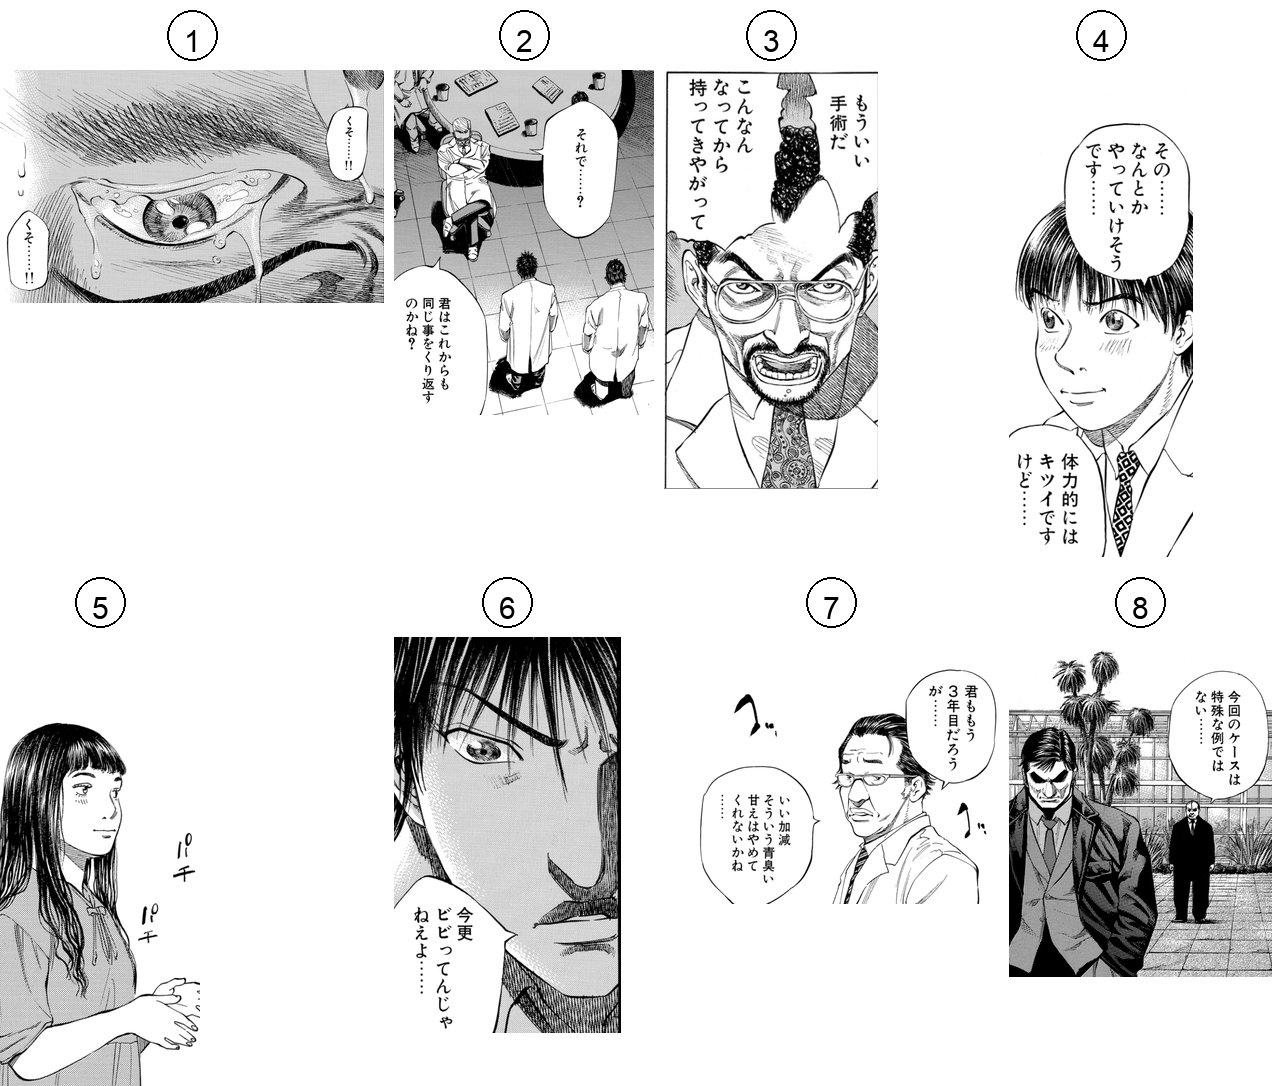 1
くそ……!!
くそ……!!
2
それで……?
君はこれからも
同じ事をくり返す
のかね?
3
もういい
手術だ
こんなん
なってから
持ってきやがって
4
その……
なんとか
やっていけそう
です……
体力的には
キツイです
けど……
5
パチ
パチ
6
今更
ビビってんじゃ
ねえよ……
7
君ももう
3年目だろう
が……
いい加減
そういう青臭い
甘えはやめて
くれないかね
……
8
今回のケースは
特殊な例では
ない……